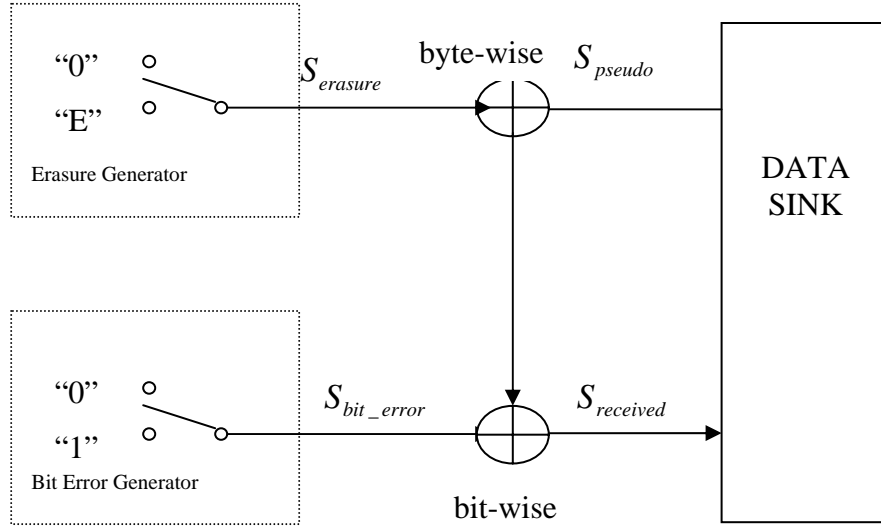 “0”
“E”
Erasure Generator
S_erasure
byte-wise
S_pseudo
DATA
SINK
“0”
“1”
Bit Error Generator
S_bit_error
S_received
bit-wise